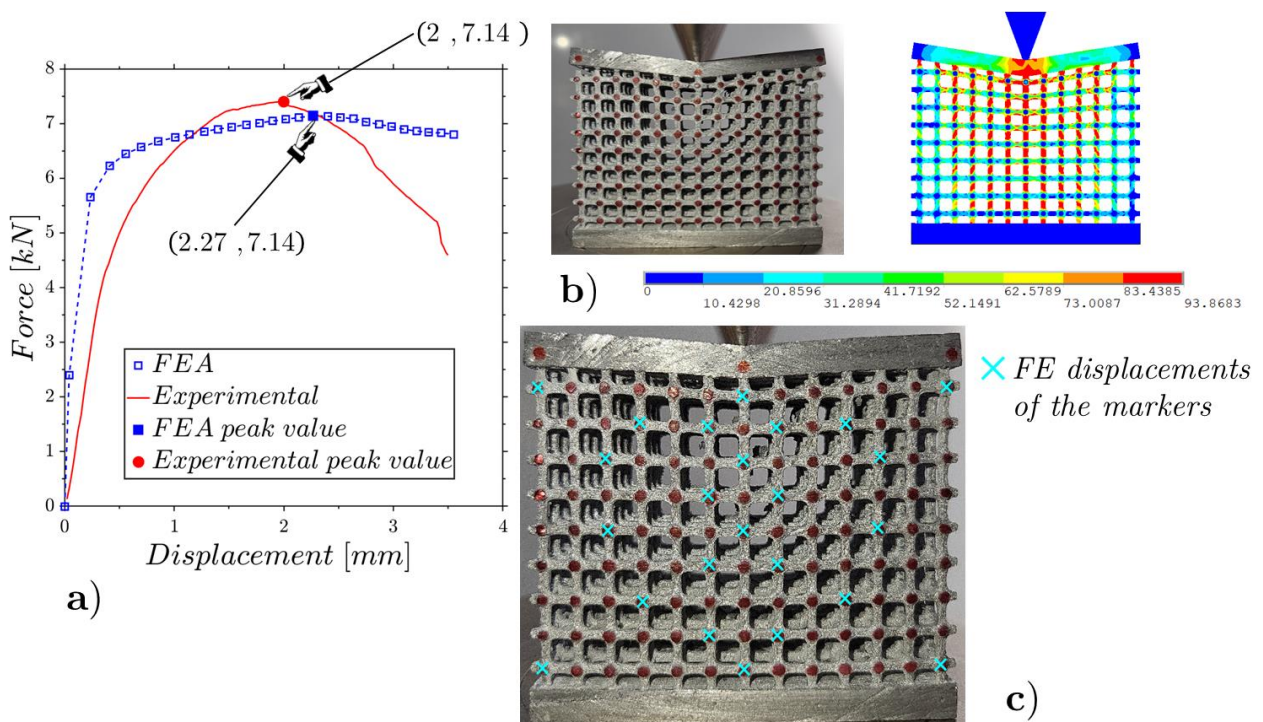 (2 , 7.14 )
8
7
6
5
4
3
2
1
0
Force [kN]
(2.27 , 7.14)
FEA
Experimental
FEA peak value
Experimental peak value
0
1
2
3
4
Displacement [mm]
a)
b)
0
10.4298
20.8596
31.2894
41.7192
52.1491
62.5789
73.0087
83.4385
93.8683
FE displacements
of the markers
c)